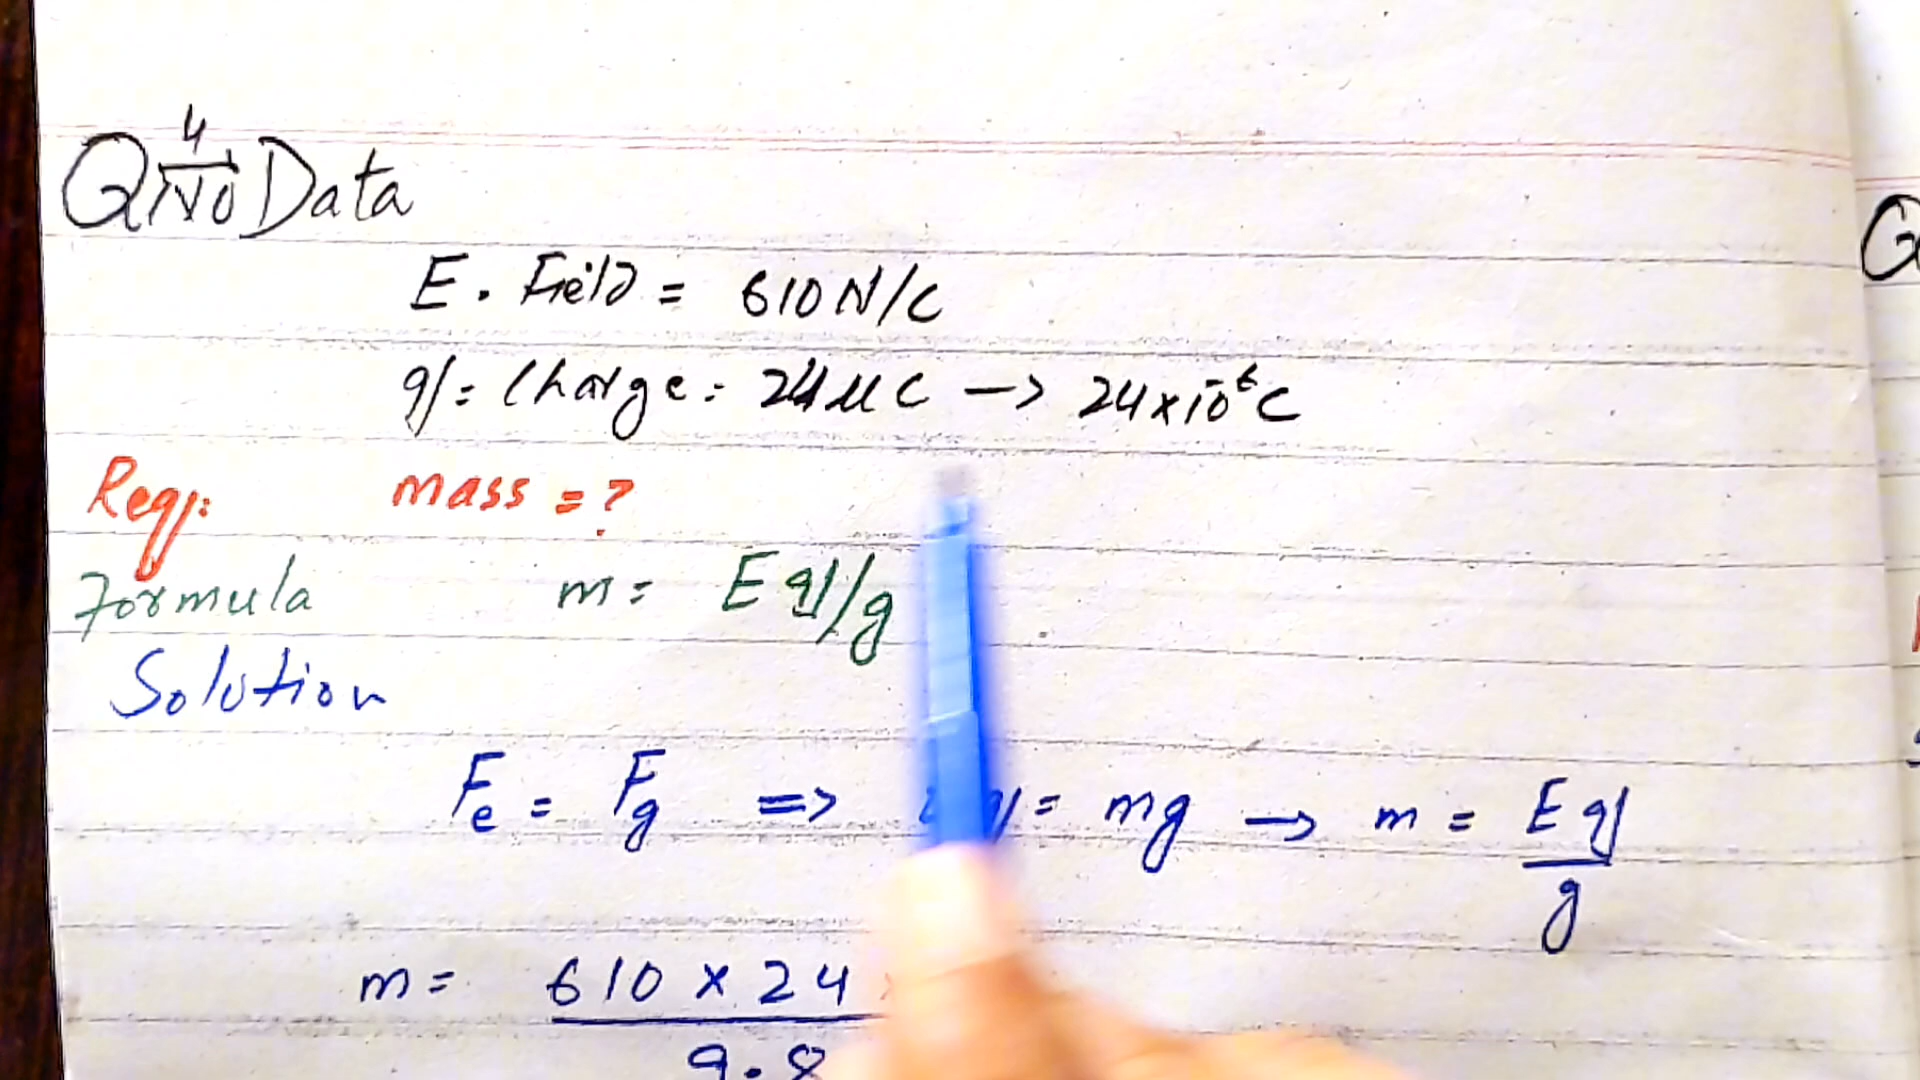 Q No 4 Data
E. Field = 610 N/C
q = Charge = 24 μC -> 24 x 10⁻⁶ C
Req: mass = ?
Formula m = Eq/g
Solution
Fe = Fg => q = mg → m = Eq/g
m = 610 x 24
9.8